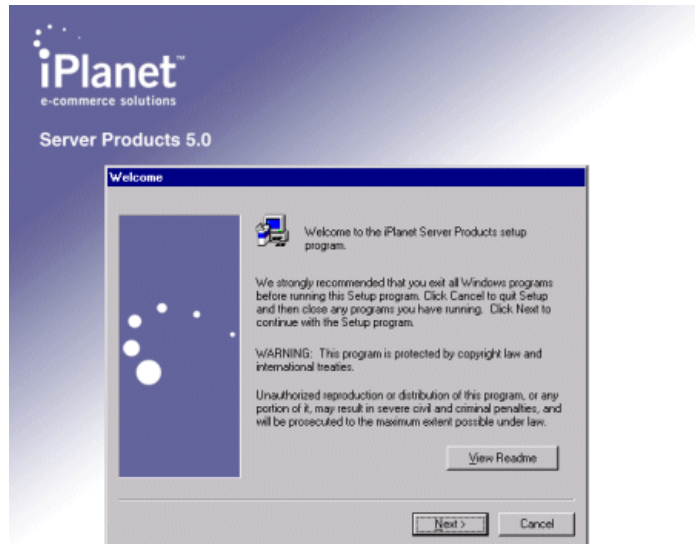 iPlanet™
e-commerce solutions
Server Products 5.0
Welcome
Welcome to the iPlanet Server Products setup
program.
We strongly recommended that you exit all Windows programs
before running this Setup program. Click Cancel to quit Setup
and then close any programs you have running. Click Next to
continue with the Setup program.
WARNING: This program is protected by copyright law and
international treaties.
Unauthorized reproduction or distribution of this program, or any
portion of it, may result in severe civil and criminal penalties, and
will be prosecuted to the maximum extent possible under law.
View Readme
Next >
Cancel